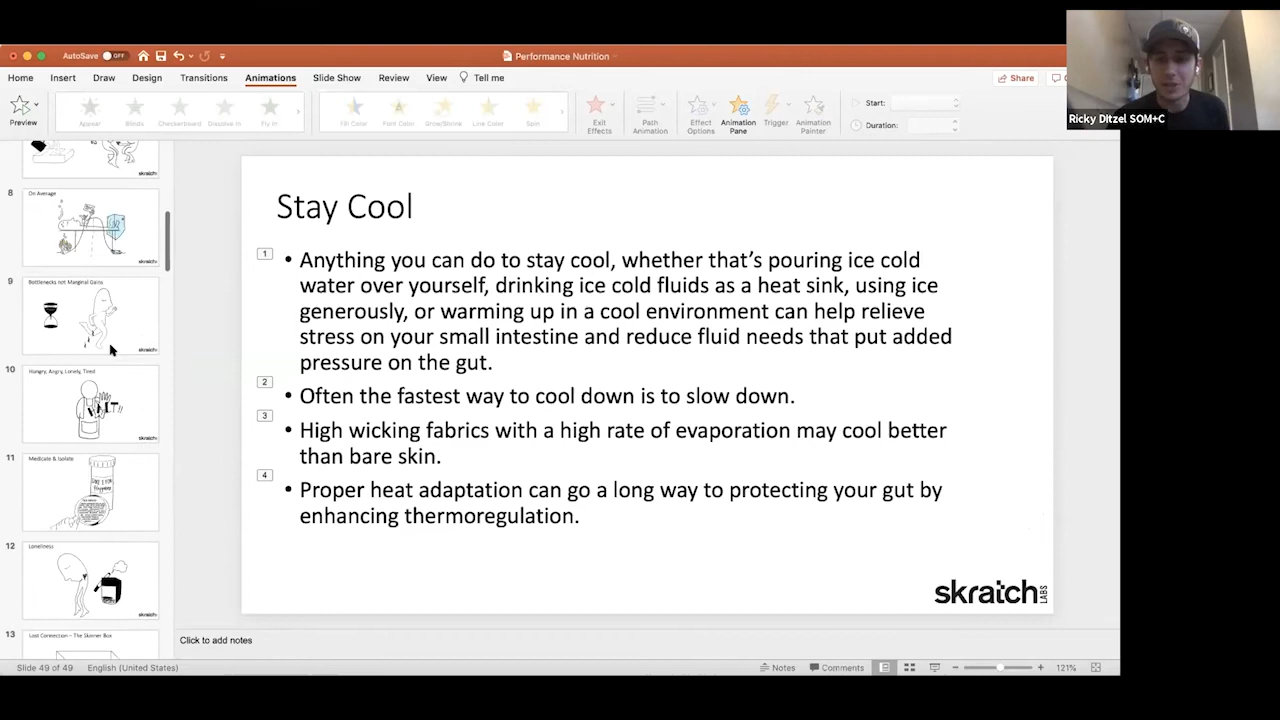 AutoSave OFF
Performance Nutrition
Home Insert Draw Design Transitions Animations Slide Show Review View Tell me
Share
Preview
Appear Blinds Checkerboard Dissolve In Fly In
Fill Color Font Color Grow/Shrink Line Color Spin
Exit Effects
Path Animation
Effect Options
Animation Pane
Trigger
Animation Painter
Start:
Duration:
Ricky Ditzel SOM+C
skratch
8 On Average
skratch
9 Bottlenecks not Marginal Gains
skratch
10 Hungry, Angry, Lonely, Tired
skratch
11 Medicate & Isolate
skratch
12 Loneliness
skratch
13 Lost Connection - The Skinner Box
Stay Cool
1
• Anything you can do to stay cool, whether that’s pouring ice cold
water over yourself, drinking ice cold fluids as a heat sink, using ice
generously, or warming up in a cool environment can help relieve
stress on your small intestine and reduce fluid needs that put added
pressure on the gut.
2
• Often the fastest way to cool down is to slow down.
3
• High wicking fabrics with a high rate of evaporation may cool better
than bare skin.
4
• Proper heat adaptation can go a long way to protecting your gut by
enhancing thermoregulation.
skratch LABS
Click to add notes
Slide 49 of 49 English (United States)
Notes Comments 121%